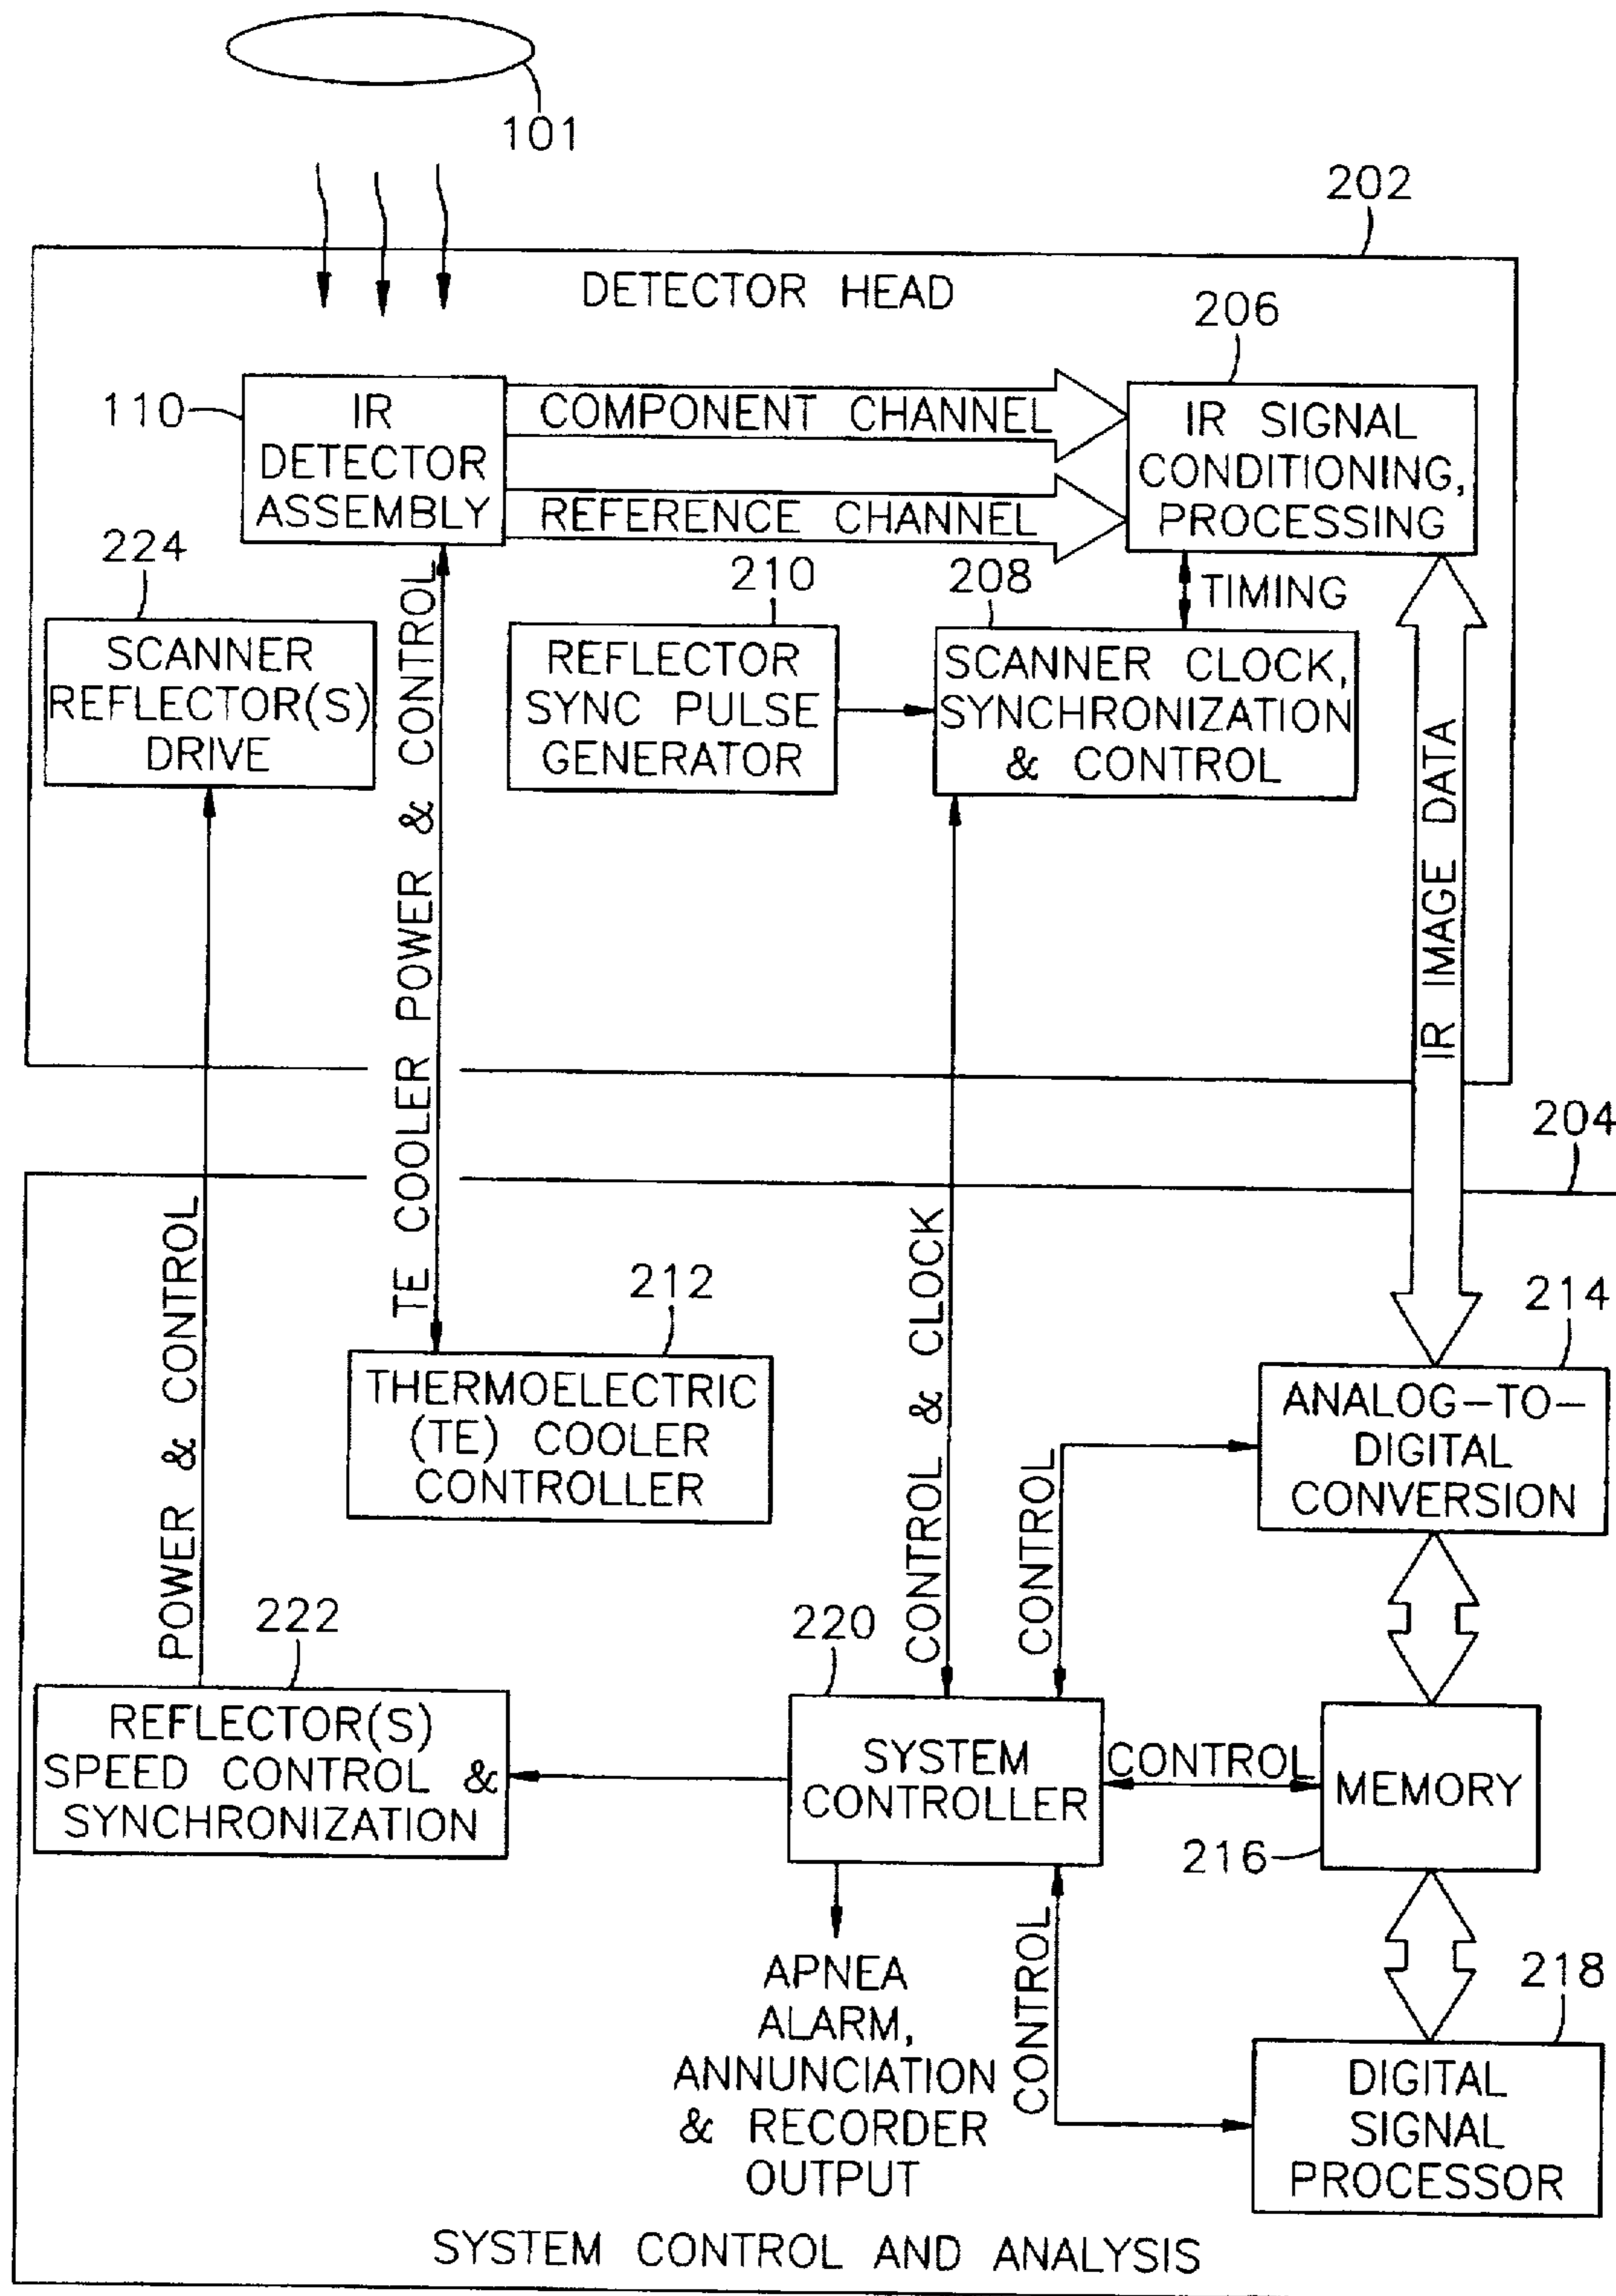 101
202
DETECTOR HEAD
206
110
IR
DETECTOR
ASSEMBLY
COMPONENT CHANNEL
REFERENCE CHANNEL
IR SIGNAL
CONDITIONING,
PROCESSING
224
SCANNER
REFLECTOR(S)
DRIVE
210
REFLECTOR
SYNC PULSE
GENERATOR
208
TIMING
SCANNER CLOCK,
SYNCHRONIZATION
& CONTROL
TE COOLER POWER & CONTROL
IR IMAGE DATA
204
POWER & CONTROL
212
THERMOELECTRIC
(TE) COOLER
CONTROLLER
CONTROL & CLOCK
CONTROL
214
ANALOG-TO-
DIGITAL
CONVERSION
222
REFLECTOR(S)
SPEED CONTROL &
SYNCHRONIZATION
220
SYSTEM
CONTROLLER
CONTROL
MEMORY
216
APNEA
ALARM,
ANNUNCIATION
& RECORDER
OUTPUT
CONTROL
218
DIGITAL
SIGNAL
PROCESSOR
SYSTEM CONTROL AND ANALYSIS